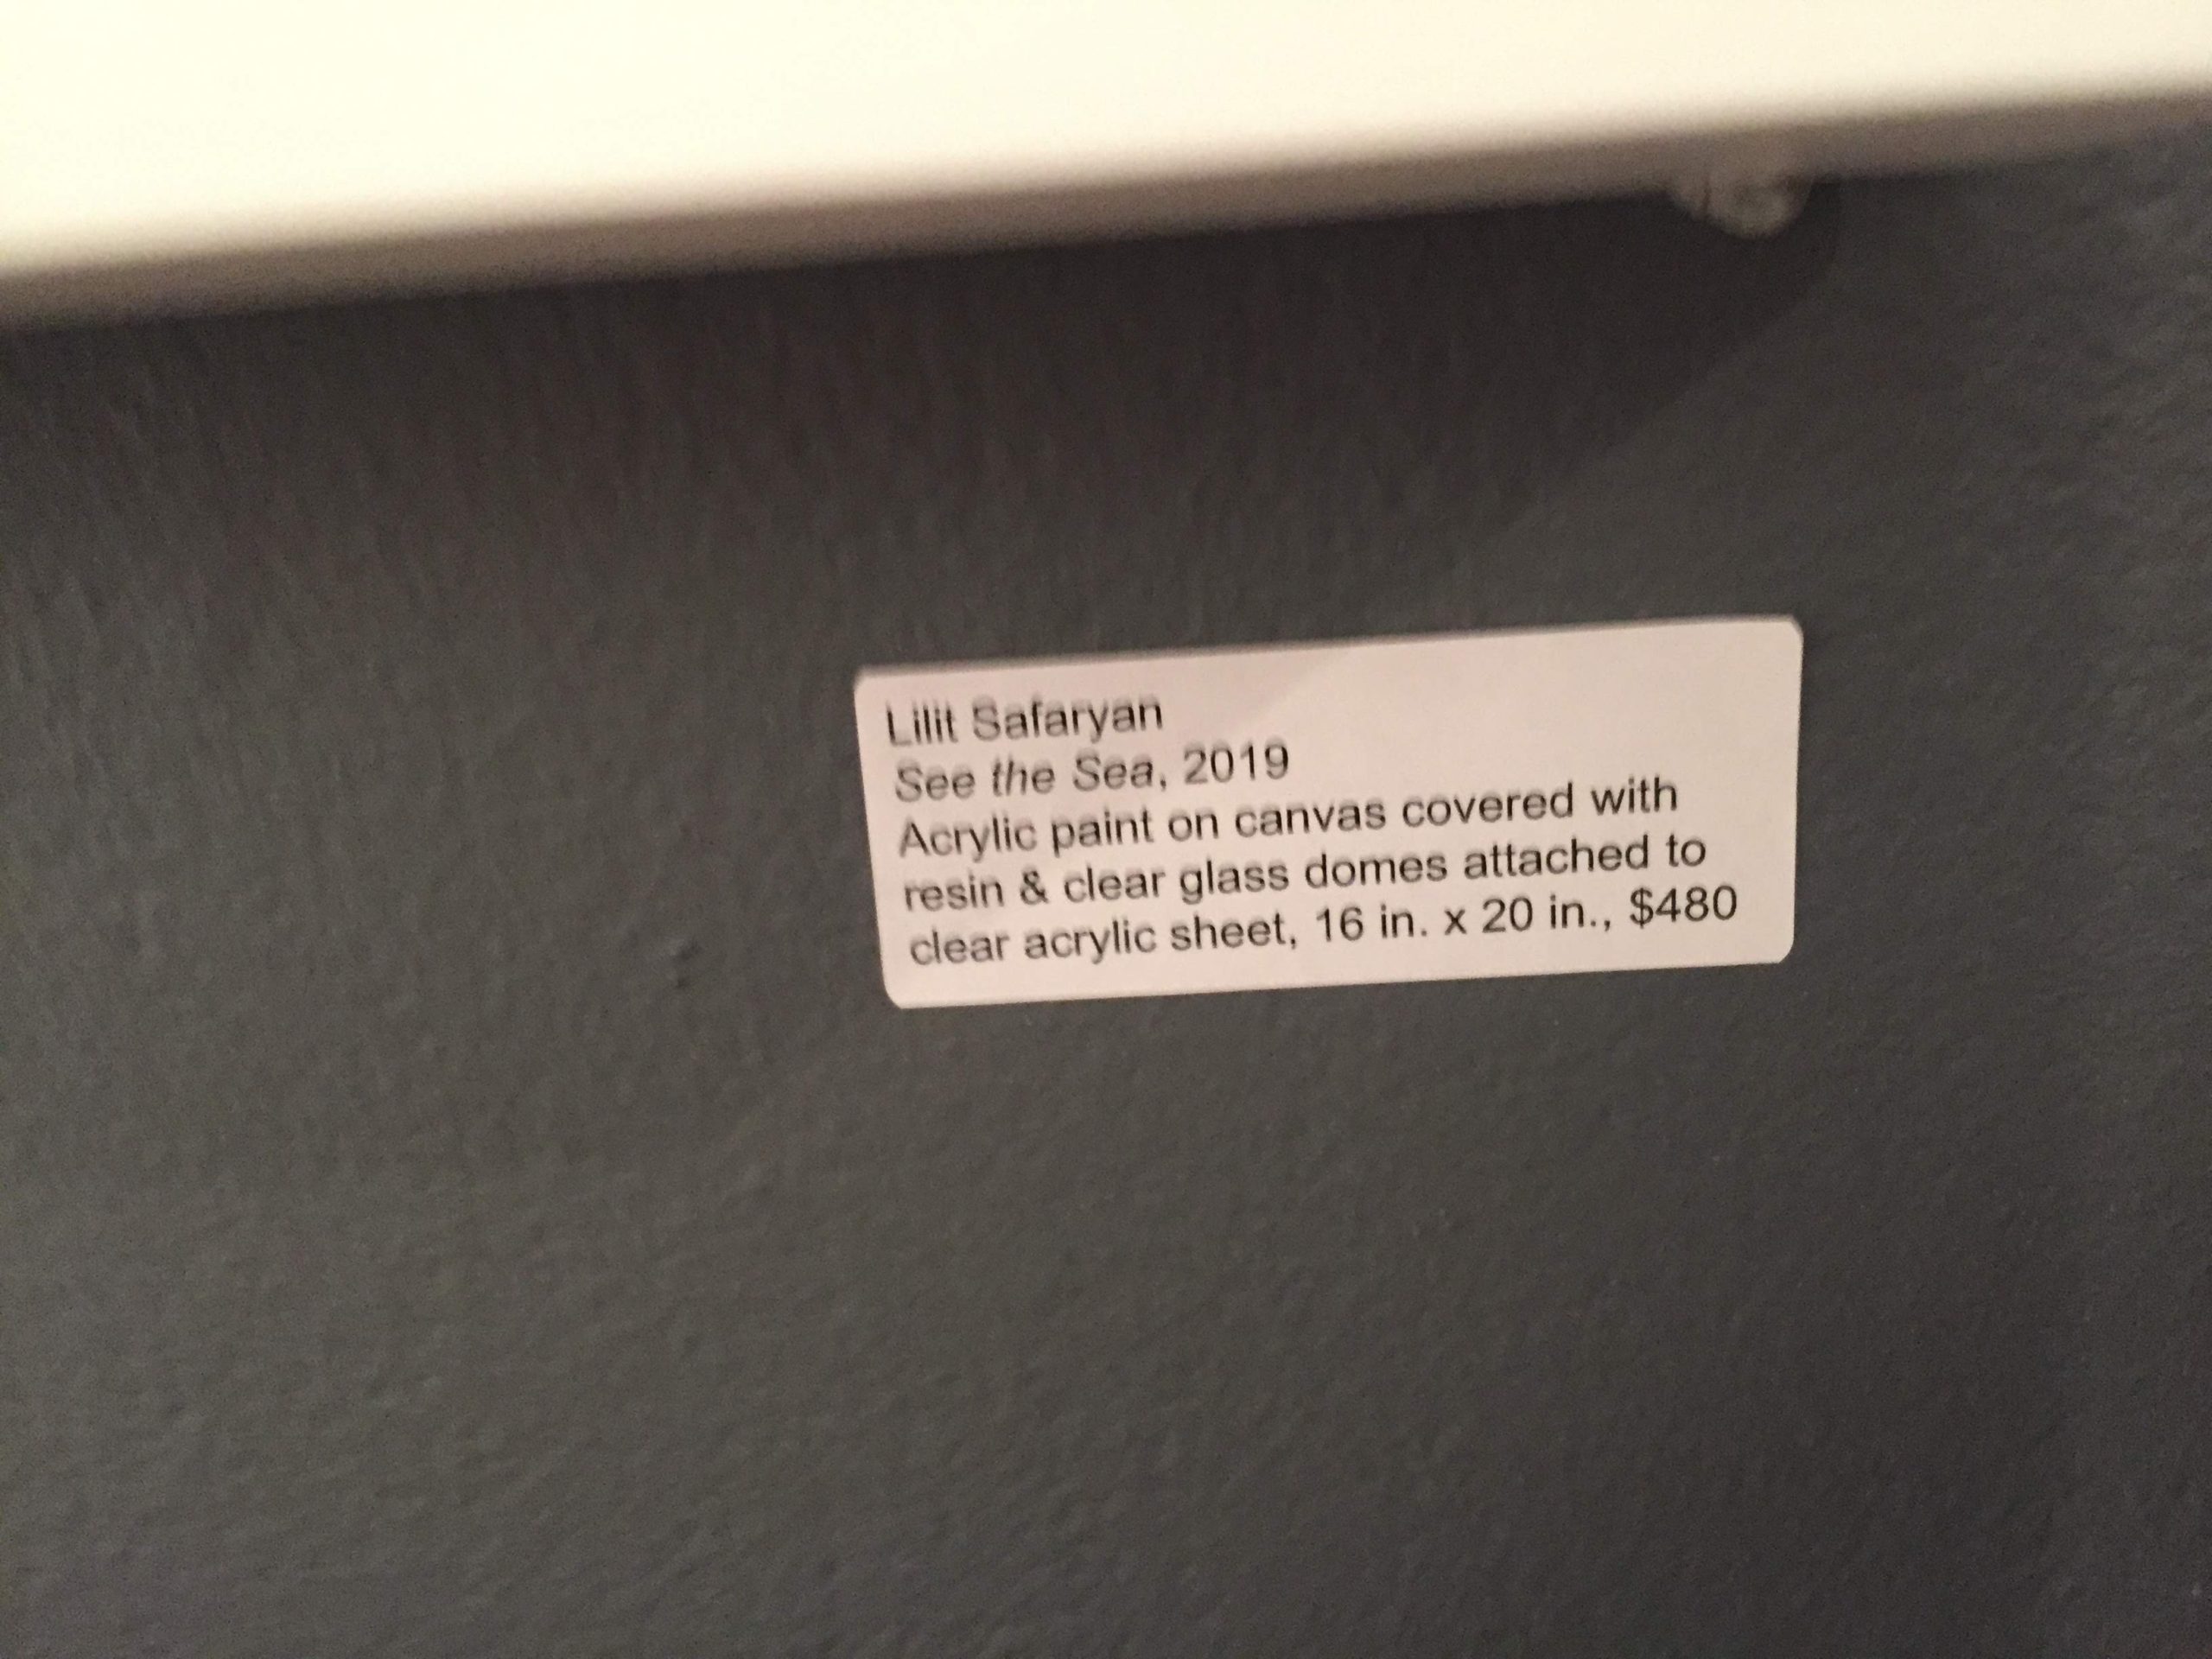 Lilit Safaryan
See the Sea, 2019
Acrylic paint on canvas covered with
resin & clear glass domes attached to
clear acrylic sheet, 16 in. x 20 in., $480